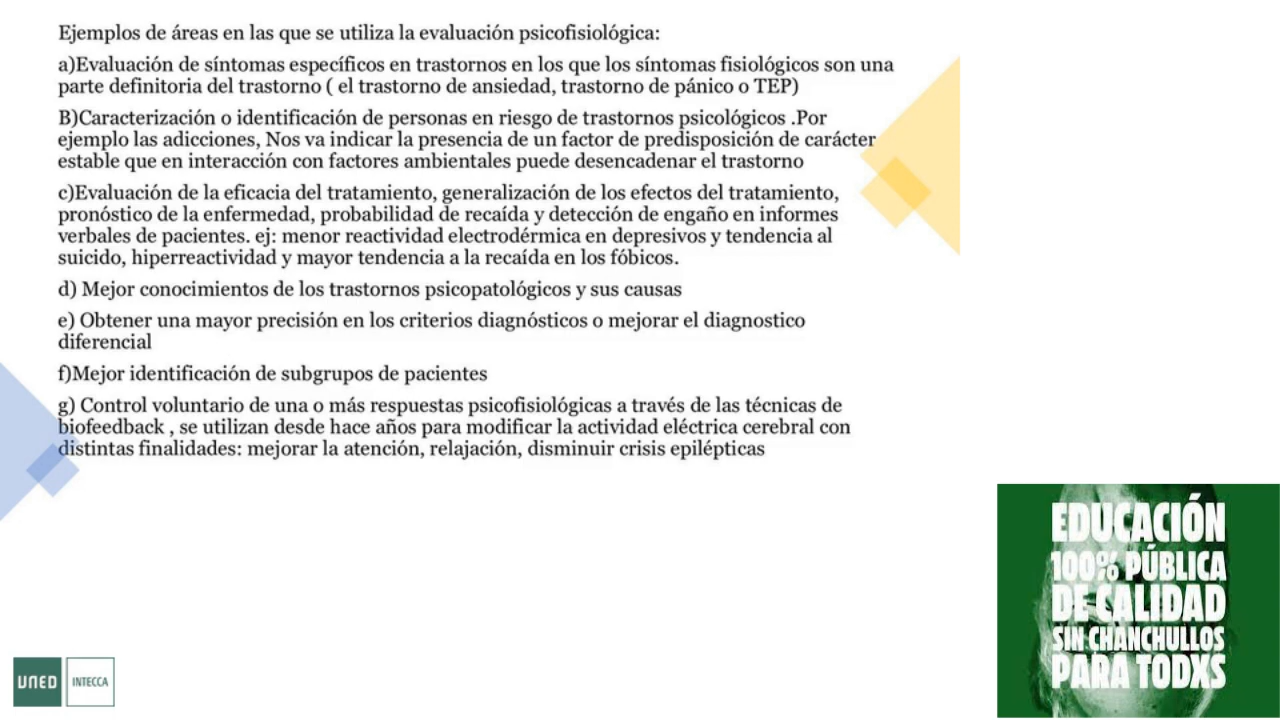 Ejemplos de áreas en las que se utiliza la evaluación psicofisiológica:
a)Evaluación de síntomas específicos en trastornos en los que los síntomas fisiológicos son una
parte definitoria del trastorno ( el trastorno de ansiedad, trastorno de pánico o TEP)
B)Caracterización o identificación de personas en riesgo de trastornos psicológicos .Por
ejemplo las adicciones, Nos va indicar la presencia de un factor de predisposición de carácter
estable que en interacción con factores ambientales puede desencadenar el trastorno
c)Evaluación de la eficacia del tratamiento, generalización de los efectos del tratamiento,
pronóstico de la enfermedad, probabilidad de recaída y detección de engaño en informes
verbales de pacientes. ej: menor reactividad electrodérmica en depresivos y tendencia al
suicido, hiperreactividad y mayor tendencia a la recaída en los fóbicos.
d) Mejor conocimientos de los trastornos psicopatológicos y sus causas
e) Obtener una mayor precisión en los criterios diagnósticos o mejorar el diagnostico
diferencial
f)Mejor identificación de subgrupos de pacientes
g) Control voluntario de una o más respuestas psicofisiológicas a través de las técnicas de
biofeedback , se utilizan desde hace años para modificar la actividad eléctrica cerebral con
distintas finalidades: mejorar la atención, relajación, disminuir crisis epilépticas
EDUCACIÓN
100% PÚBLICA
DE CALIDAD
SIN CHANCHULLOS
PARA TODXS
UNED INTECCA